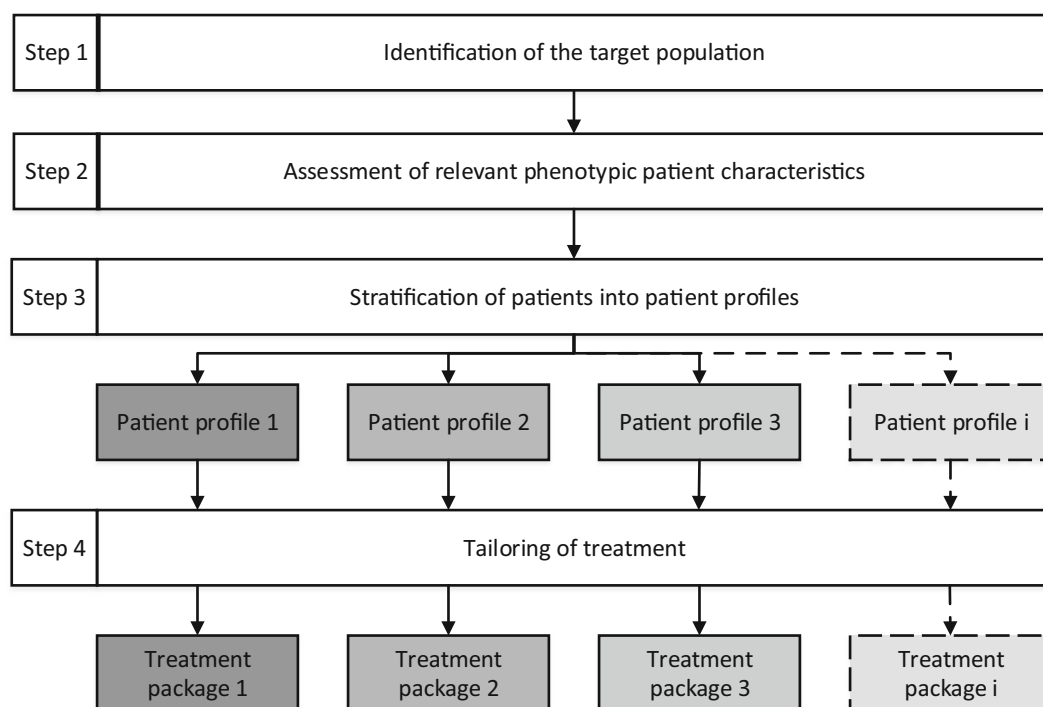 Step 1
Identification of the target population
Step 2
Assessment of relevant phenotypic patient characteristics
Step 3
Stratification of patients into patient profiles
Patient profile 1
Patient profile 2
Patient profile 3
Patient profile i
Step 4
Tailoring of treatment
Treatment
package 1
Treatment
package 2
Treatment
package 3
Treatment
package i